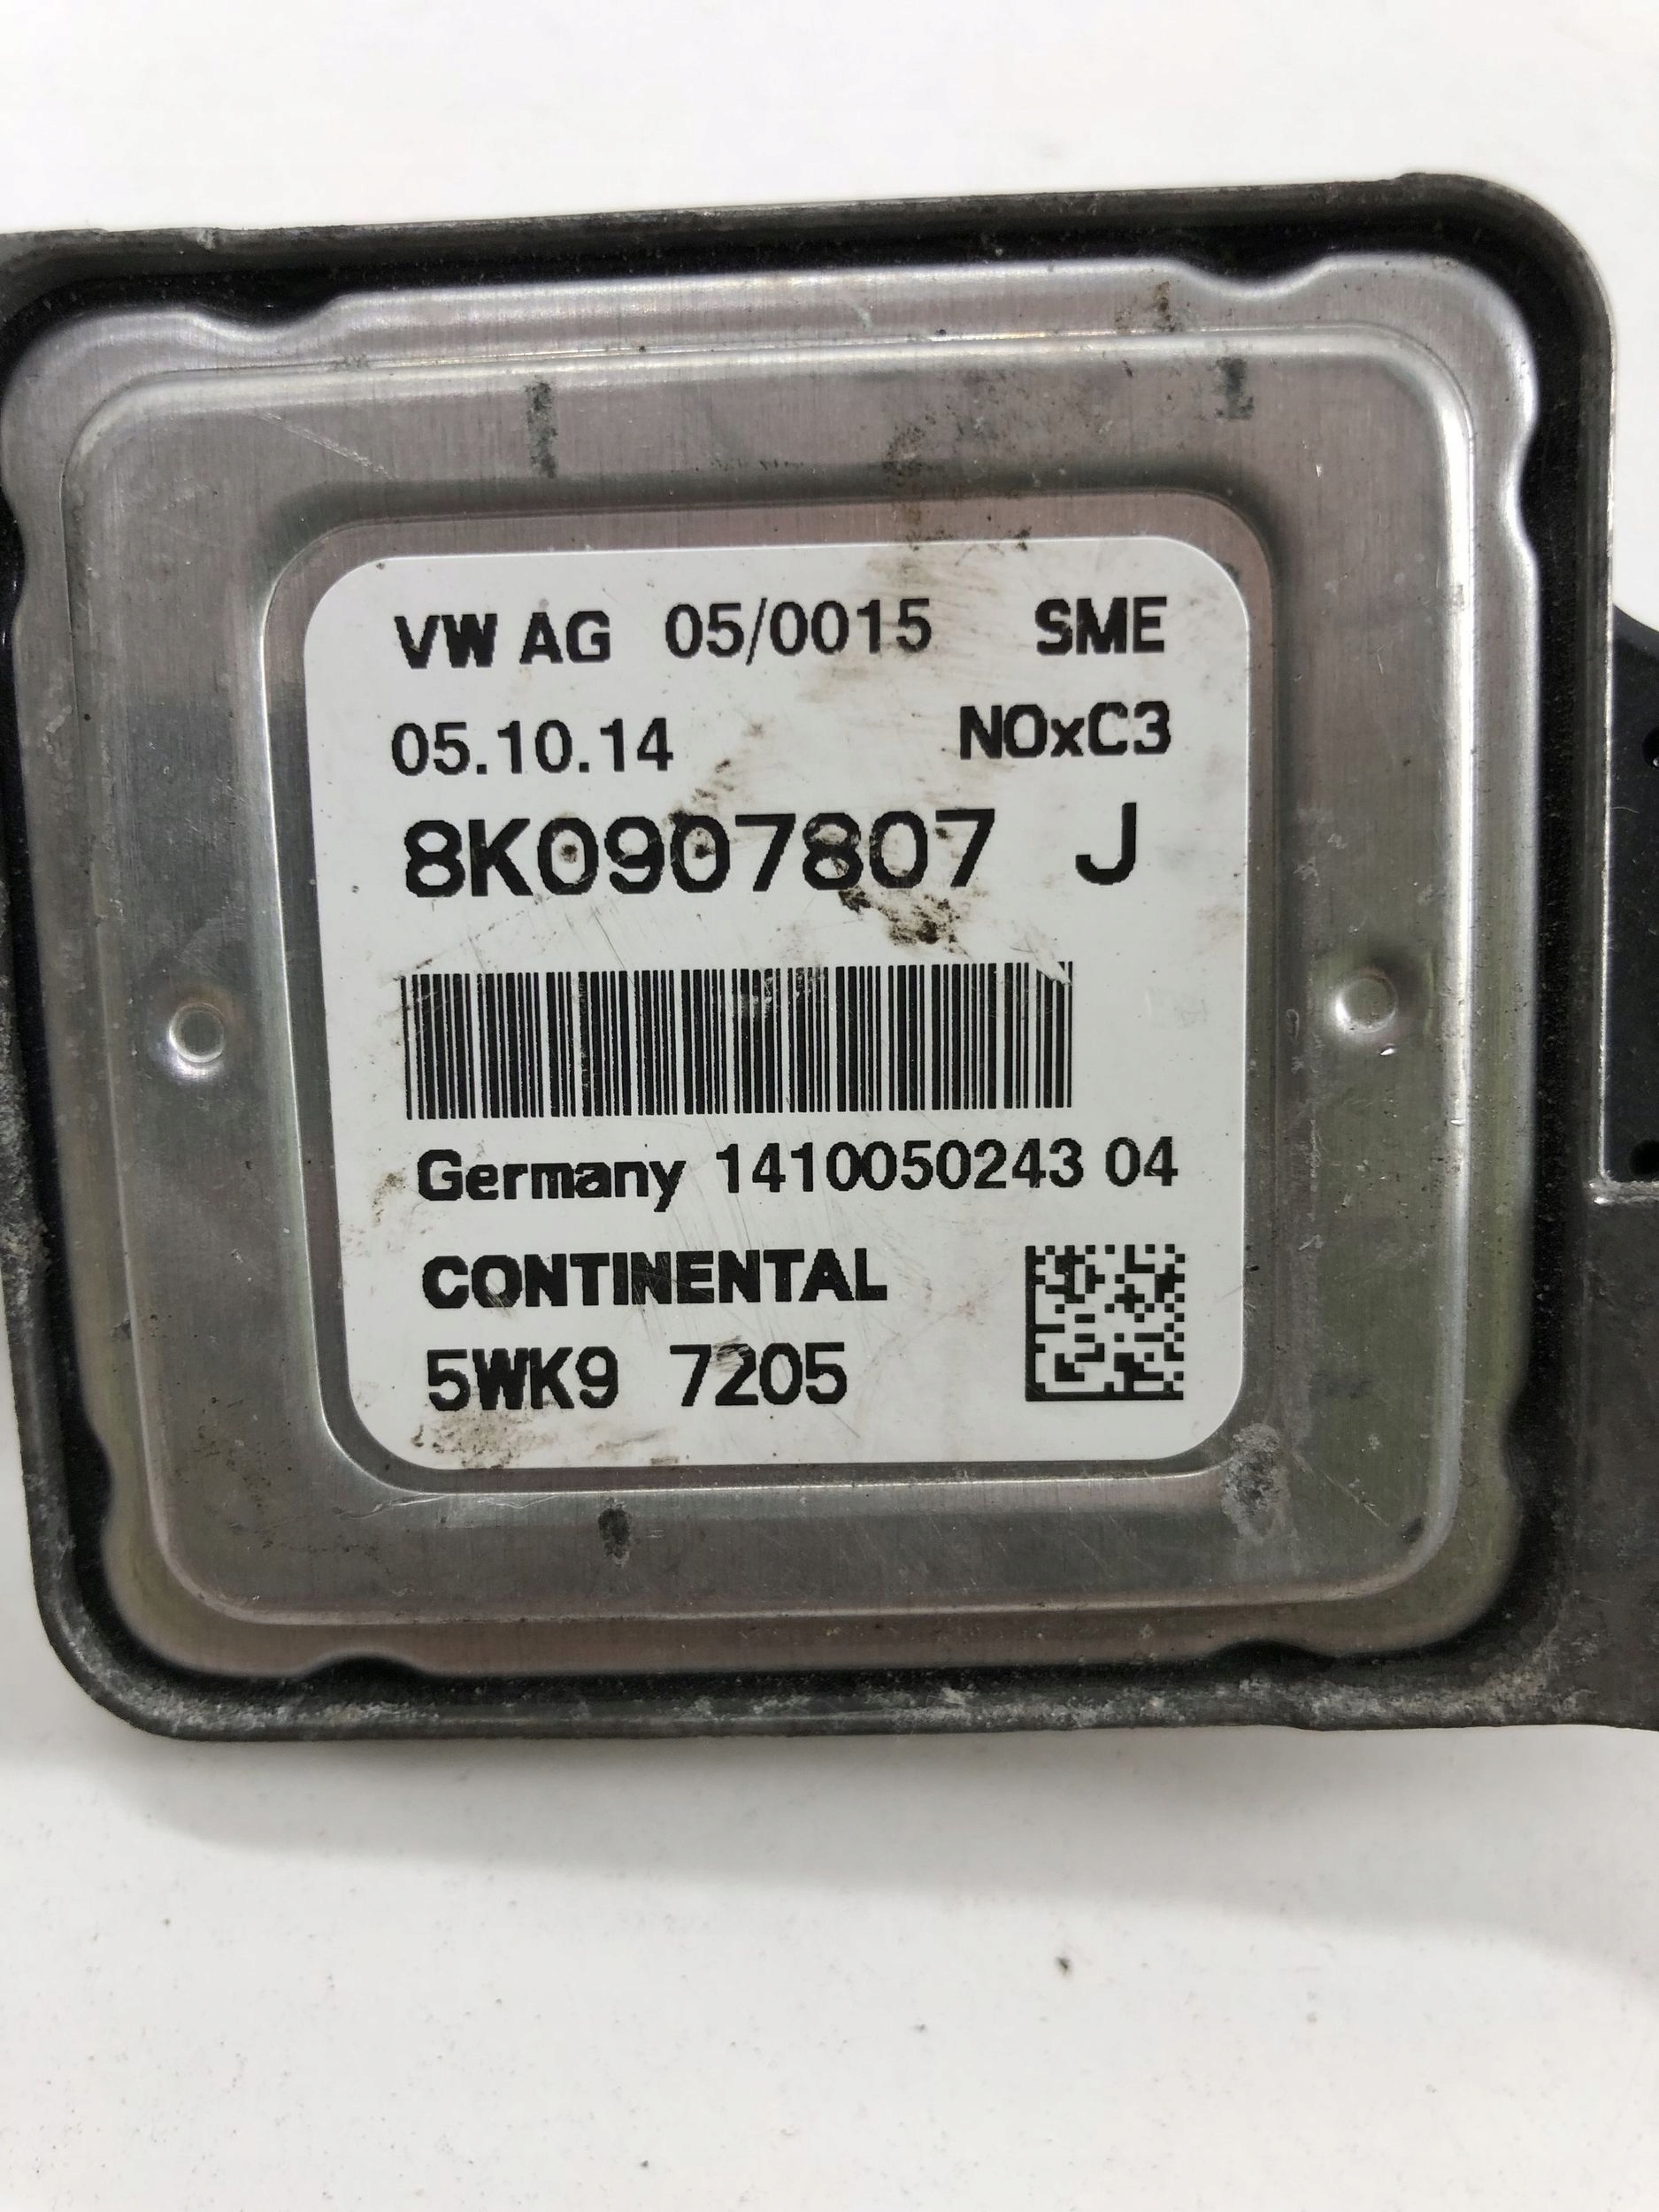 VW AG 05/0015 SME
05.10.14 NOxC3
8K0907807 J
Germany 1410050243 04
CONTINENTAL
5WK9 7205